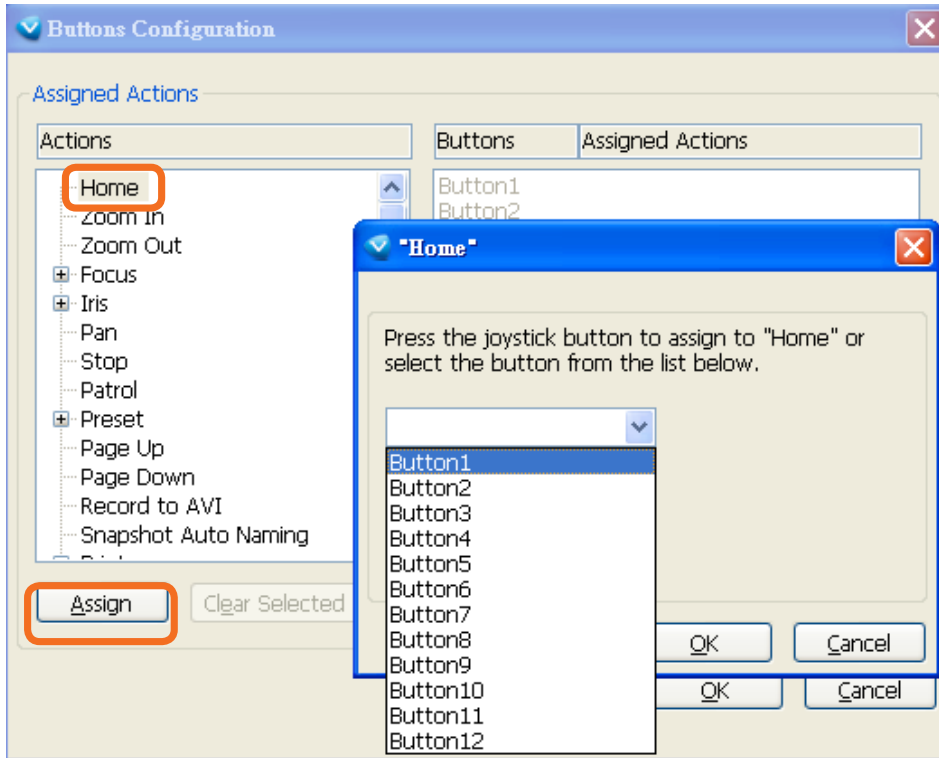 Buttons Configuration
Assigned Actions
Actions
Buttons
Assigned Actions
Home
Zoom In
Zoom Out
Focus
Iris
Pan
Stop
Patrol
Preset
Page Up
Page Down
Record to AVI
Snapshot Auto Naming
Button1
Button2
Assign
Clear Selected
"Home"
Press the joystick button to assign to "Home" or
select the button from the list below.
Button1
Button2
Button3
Button4
Button5
Button6
Button7
Button8
Button9
Button10
Button11
Button12
OK
Cancel
OK
Cancel